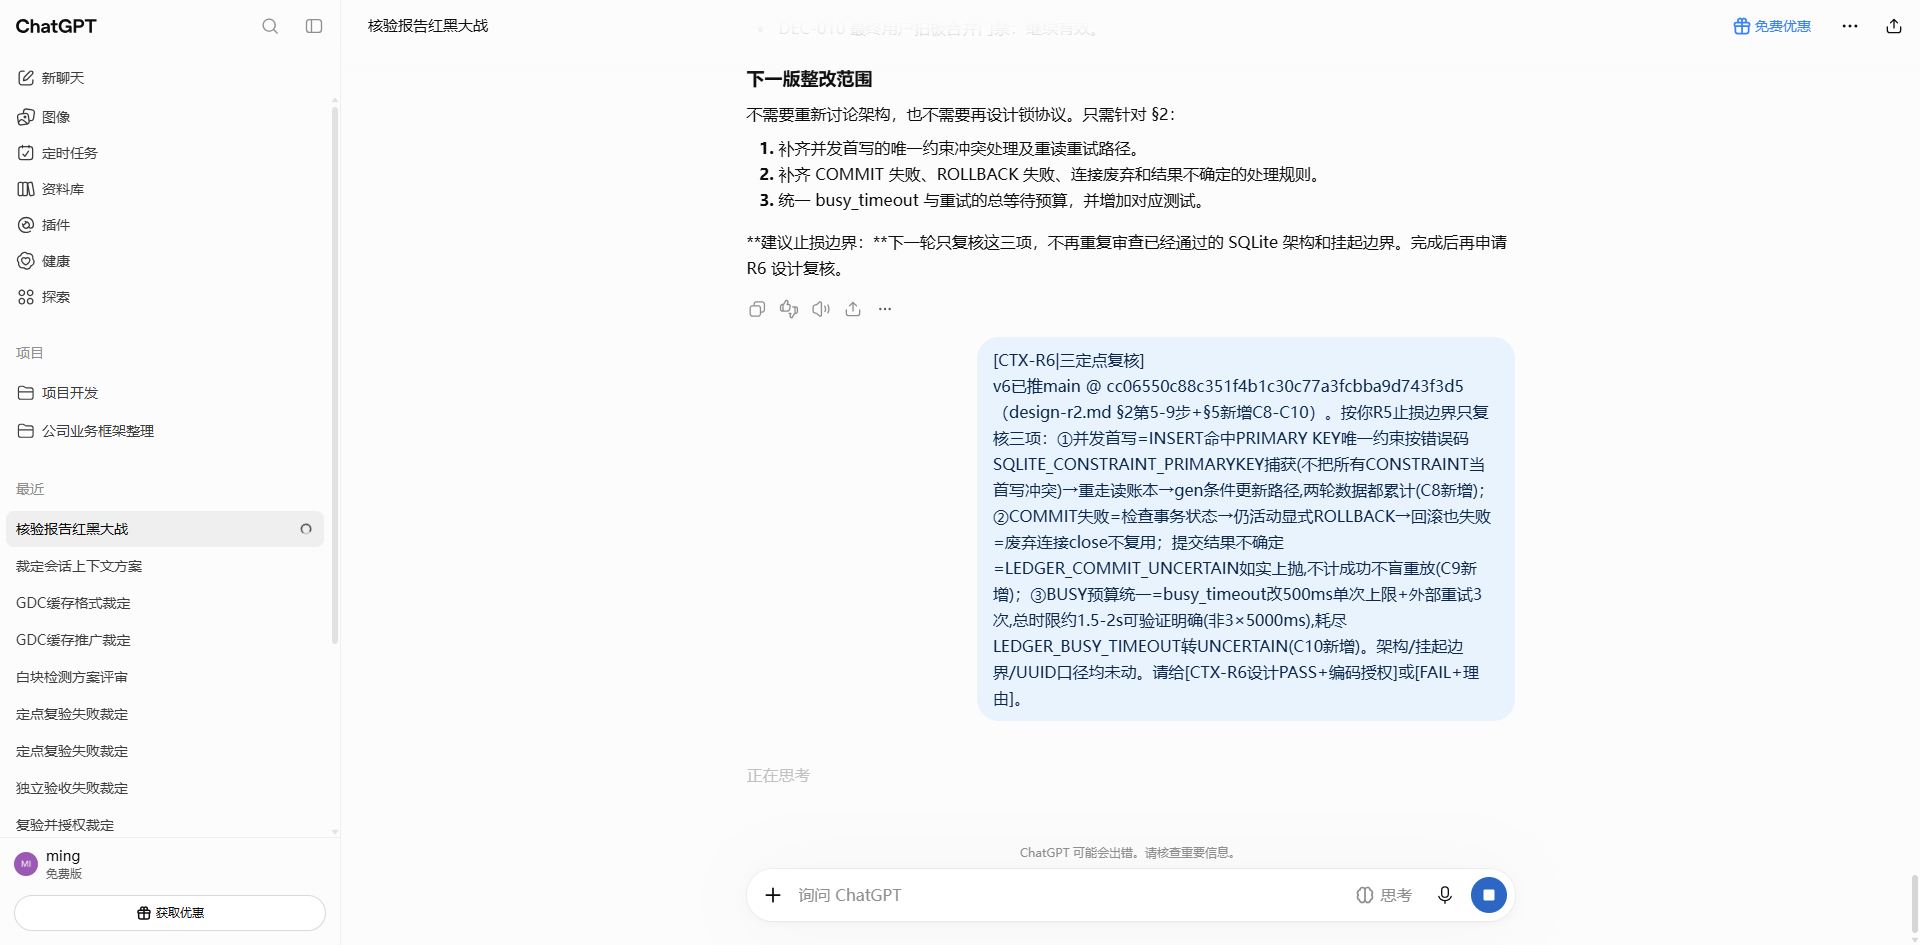 ChatGPT
新聊天
图像
定时任务
资料库
插件
健康
探索
项目
项目开发
公司业务框架整理
最近
核验报告红黑大战
裁定会话上下文方案
GDC缓存格式裁定
GDC缓存推广裁定
白块检测方案评审
定点复验失败裁定
定点复验失败裁定
独立验收失败裁定
复验并授权裁定
MI
ming
免费版
获取优惠
核验报告红黑大战
免费优惠
DEC-010 最终用户拍板合并门禁：继续有效。
下一版整改范围
不需要重新讨论架构，也不需要再设计锁协议。只需针对 §2：
1. 补齐并发首写的唯一约束冲突处理及重读重试路径。
2. 补齐 COMMIT 失败、ROLLBACK 失败、连接废弃和结果不确定的处理规则。
3. 统一 busy_timeout 与重试的总等待预算，并增加对应测试。
**建议止损边界：**下一轮只复核这三项，不再重复审查已经通过的 SQLite 架构和挂起边界。完成后再申请
R6 设计复核。
[CTX-R6|三定点复核]
v6已推main @ cc06550c88c351f4b1c30c77a3fcbba9d743f3d5
（design-r2.md §2第5-9步+§5新增C8-C10）。按你R5止损边界只复
核三项：①并发首写=INSERT命中PRIMARY KEY唯一约束按错误码
SQLITE_CONSTRAINT_PRIMARYKEY捕获(不把所有CONSTRAINT当
首写冲突)→重走读账本→gen条件更新路径,两轮数据都累计(C8新增)；
②COMMIT失败=检查事务状态→仍活动显式ROLLBACK→回滚也失败
=废弃连接close不复用；提交结果不确定
=LEDGER_COMMIT_UNCERTAIN如实上抛,不计成功不盲重放(C9新
增)；③BUSY预算统一=busy_timeout改500ms单次上限+外部重试3
次,总时限约1.5-2s可验证明确(非3×5000ms),耗尽
LEDGER_BUSY_TIMEOUT转UNCERTAIN(C10新增)。架构/挂起边
界/UUID口径均未动。请给[CTX-R6设计PASS+编码授权]或[FAIL+理
由]。
正在思考
ChatGPT 可能会出错。请核查重要信息。
询问 ChatGPT
思考